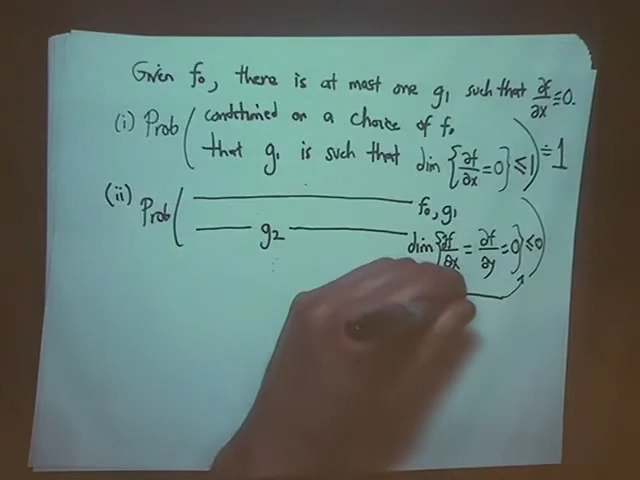 Given f₀, there is at most one g₁ such that ∂f/∂x ≡ 0.
(i) Prob ( conditioned on a choice of f₀
that g₁ is such that dim {∂f/∂x = 0} ≤ 1 ) = 1
(ii) Prob ( ———— f₀, g₁
—— g₂ ———— dim {∂f/∂x = ∂f/∂y = 0} ≤ 0 )